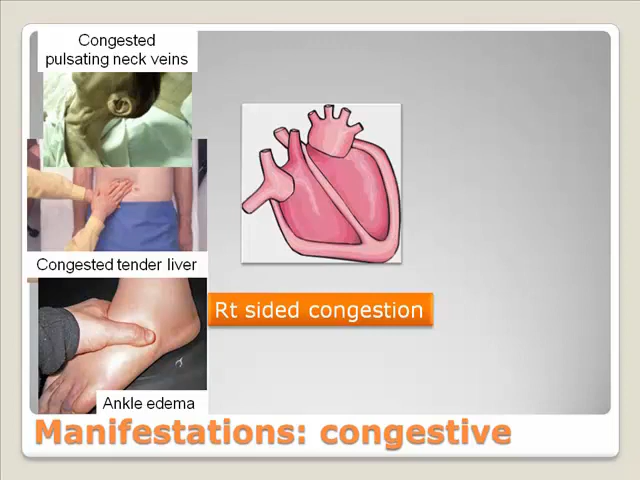 Congested
pulsating neck veins
Congested tender liver
Rt sided congestion
Ankle edema
Manifestations: congestive